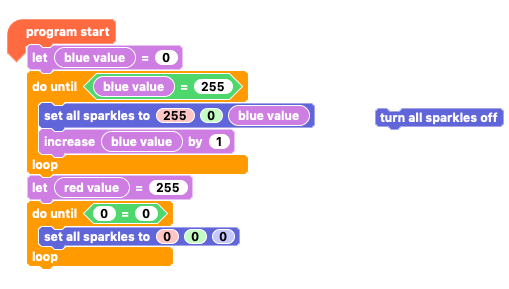 program start
let blue value = 0
do until blue value = 255
set all sparkles to 255 0 blue value
turn all sparkles off
increase blue value by 1
loop
let red value = 255
do until 0 = 0
set all sparkles to 0 0 0
loop